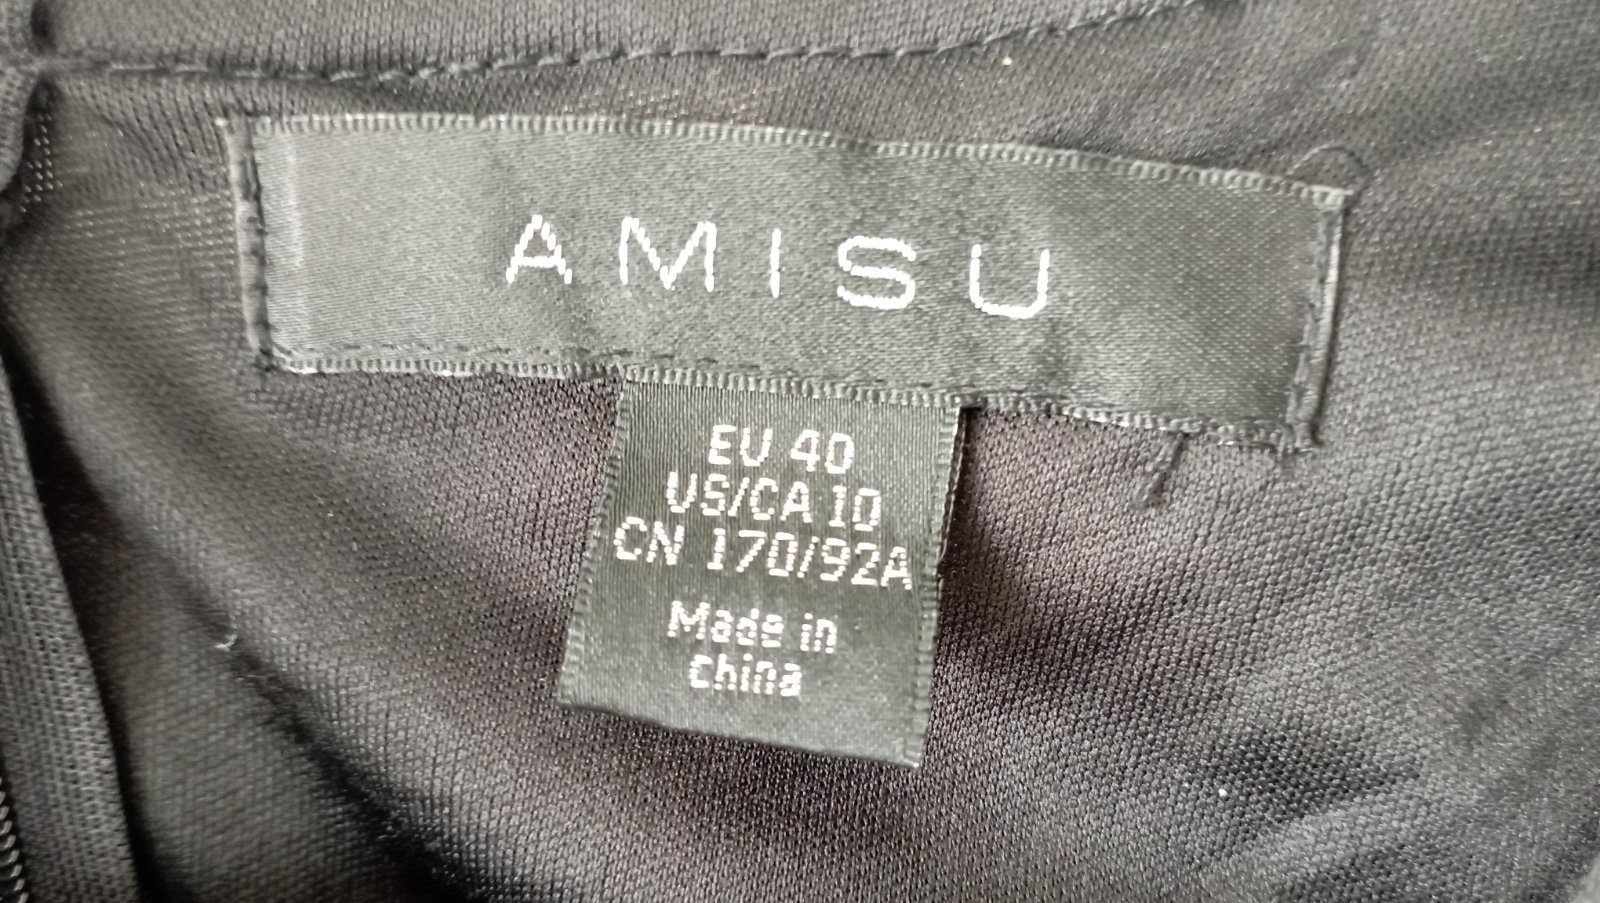 AMISU
EU 40
US/CA 10
CN 170/92A
Made in
China